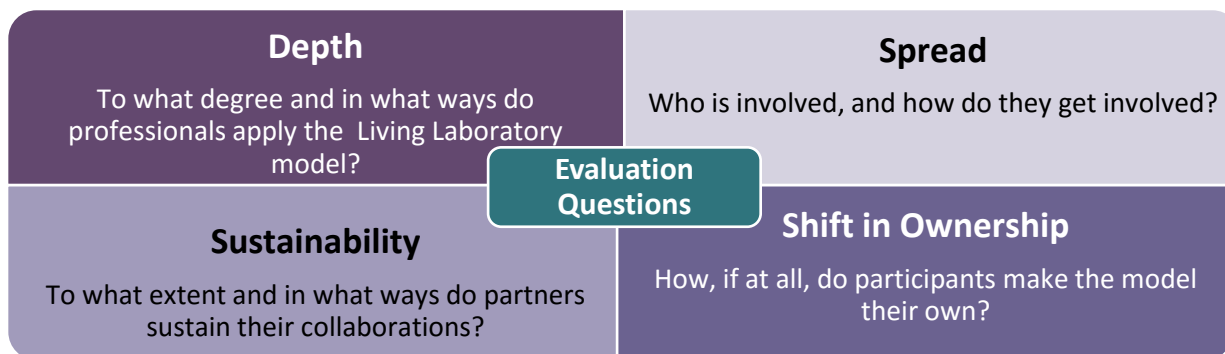 Depth
To what degree and in what ways do
professionals apply the Living Laboratory
model?
Spread
Who is involved, and how do they get involved?
Evaluation
Questions
Sustainability
To what extent and in what ways do partners
sustain their collaborations?
Shift in Ownership
How, if at all, do participants make the model
their own?